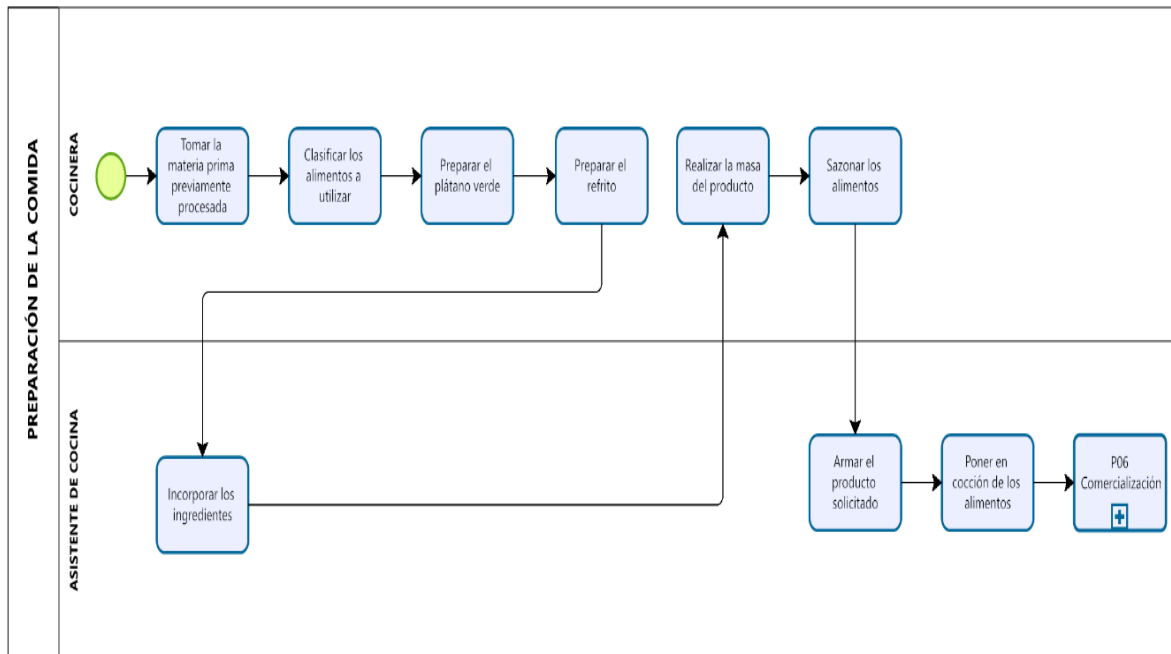 PREPARACIÓN DE LA COMIDA
COCINERA
Tomar la
materia prima
previamente
procesada
Clasificar los
alimentos a
utilizar
Preparar el
plátano verde
Preparar el
refrito
Realizar la masa
del producto
Sazonar los
alimentos
ASISTENTE DE COCINA
Incorporar los
ingredientes
Armar el
producto
solicitado
Poner en
cocción de los
alimentos
P06
Comercialización